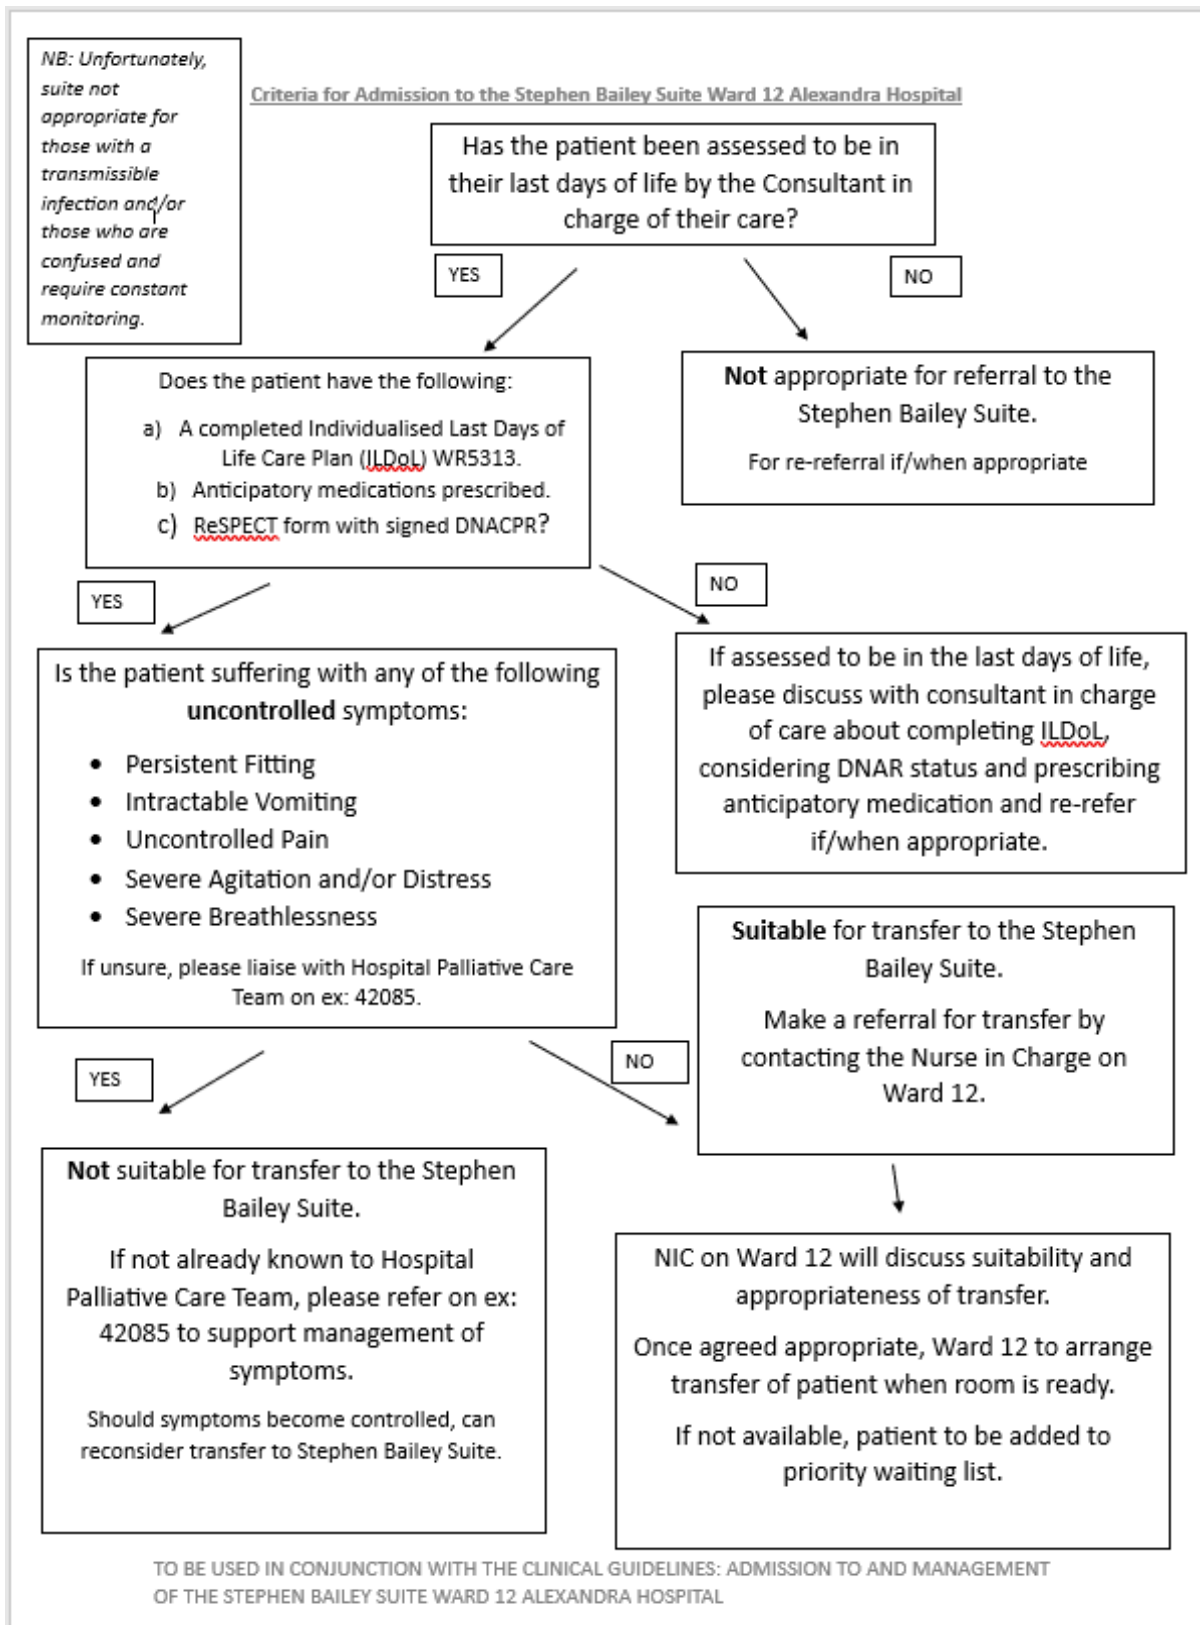 NB: Unfortunately,
suite not
appropriate for
those with a
transmissible
infection and/or
those who are
confused and
require constant
monitoring.
Criteria for Admission to the Stephen Bailey Suite Ward 12 Alexandra Hospital
Has the patient been assessed to be in
their last days of life by the Consultant in
charge of their care?
YES
NO
Does the patient have the following:
a) A completed Individualised Last Days of
Life Care Plan (ILDoL) WR5313.
b) Anticipatory medications prescribed.
c) ReSPECT form with signed DNACPR?
Not appropriate for referral to the
Stephen Bailey Suite.
For re-referral if/when appropriate
YES
NO
Is the patient suffering with any of the following
uncontrolled symptoms:
• Persistent Fitting
• Intractable Vomiting
• Uncontrolled Pain
• Severe Agitation and/or Distress
• Severe Breathlessness
If unsure, please liaise with Hospital Palliative Care
Team on ex: 42085.
If assessed to be in the last days of life,
please discuss with consultant in charge
of care about completing ILDoL,
considering DNAR status and prescribing
anticipatory medication and re-refer
if/when appropriate.
YES
NO
Suitable for transfer to the Stephen
Bailey Suite.
Make a referral for transfer by
contacting the Nurse in Charge on
Ward 12.
Not suitable for transfer to the Stephen
Bailey Suite.
If not already known to Hospital
Palliative Care Team, please refer on ex:
42085 to support management of
symptoms.
Should symptoms become controlled, can
reconsider transfer to Stephen Bailey Suite.
NIC on Ward 12 will discuss suitability and
appropriateness of transfer.
Once agreed appropriate, Ward 12 to arrange
transfer of patient when room is ready.
If not available, patient to be added to
priority waiting list.
TO BE USED IN CONJUNCTION WITH THE CLINICAL GUIDELINES: ADMISSION TO AND MANAGEMENT
OF THE STEPHEN BAILEY SUITE WARD 12 ALEXANDRA HOSPITAL